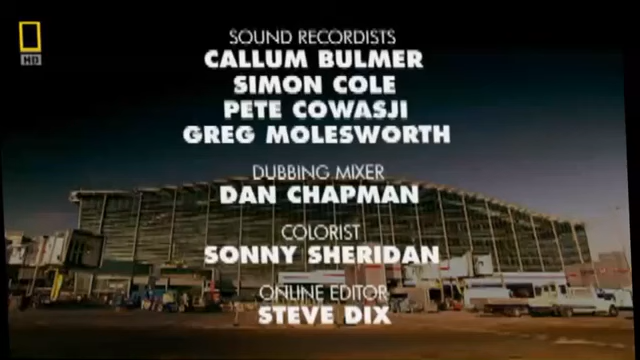 HD
SOUND RECORDISTS
CALLUM BULMER
SIMON COLE
PETE COWASJI
GREG MOLESWORTH
DUBBING MIXER
DAN CHAPMAN
COLORIST
SONNY SHERIDAN
ONLINE EDITOR
STEVE DIX